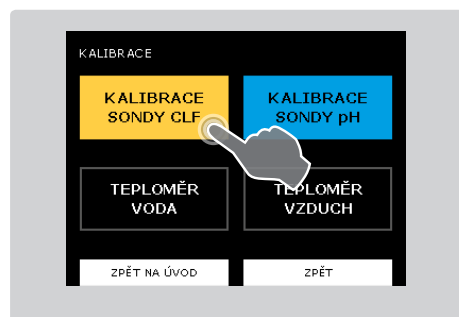 KALIBRACE
KALIBRACE
SONDY CLF
KALIBRACE
SONDY pH
TEPLOMĚR
VODA
TEPLOMĚR
VZDUCH
ZPĚT NA ÚVOD
ZPĚT